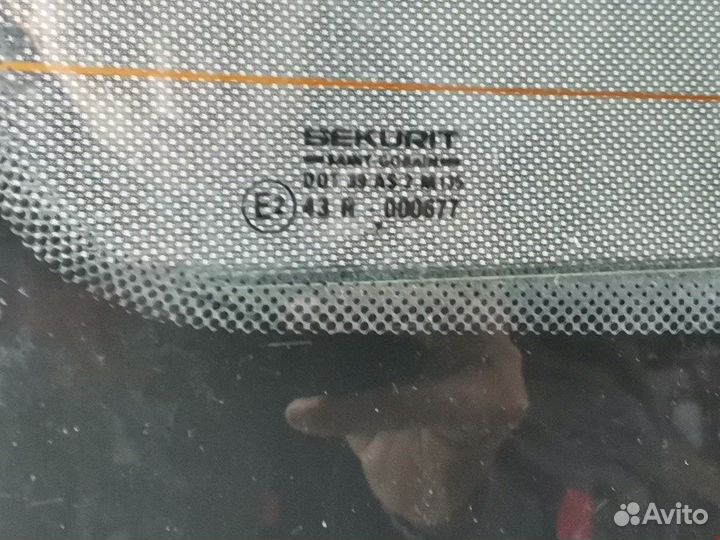 SEKURIT
SAINT-GOBAIN
DOT 39 AS 2 M135
E2 43 R - 000677
Avito